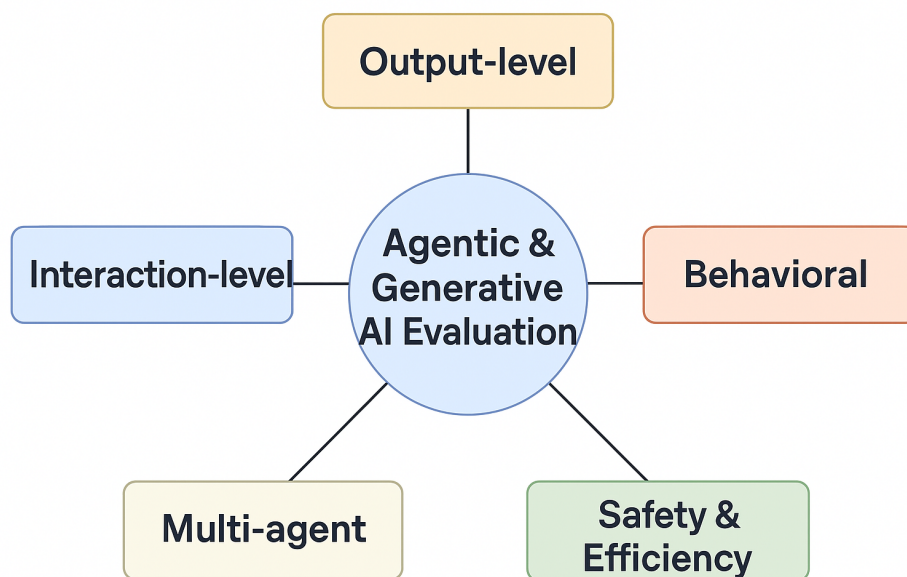 Output-level
Interaction-level
Agentic &
Generative
AI Evaluation
Behavioral
Multi-agent
Safety &
Efficiency